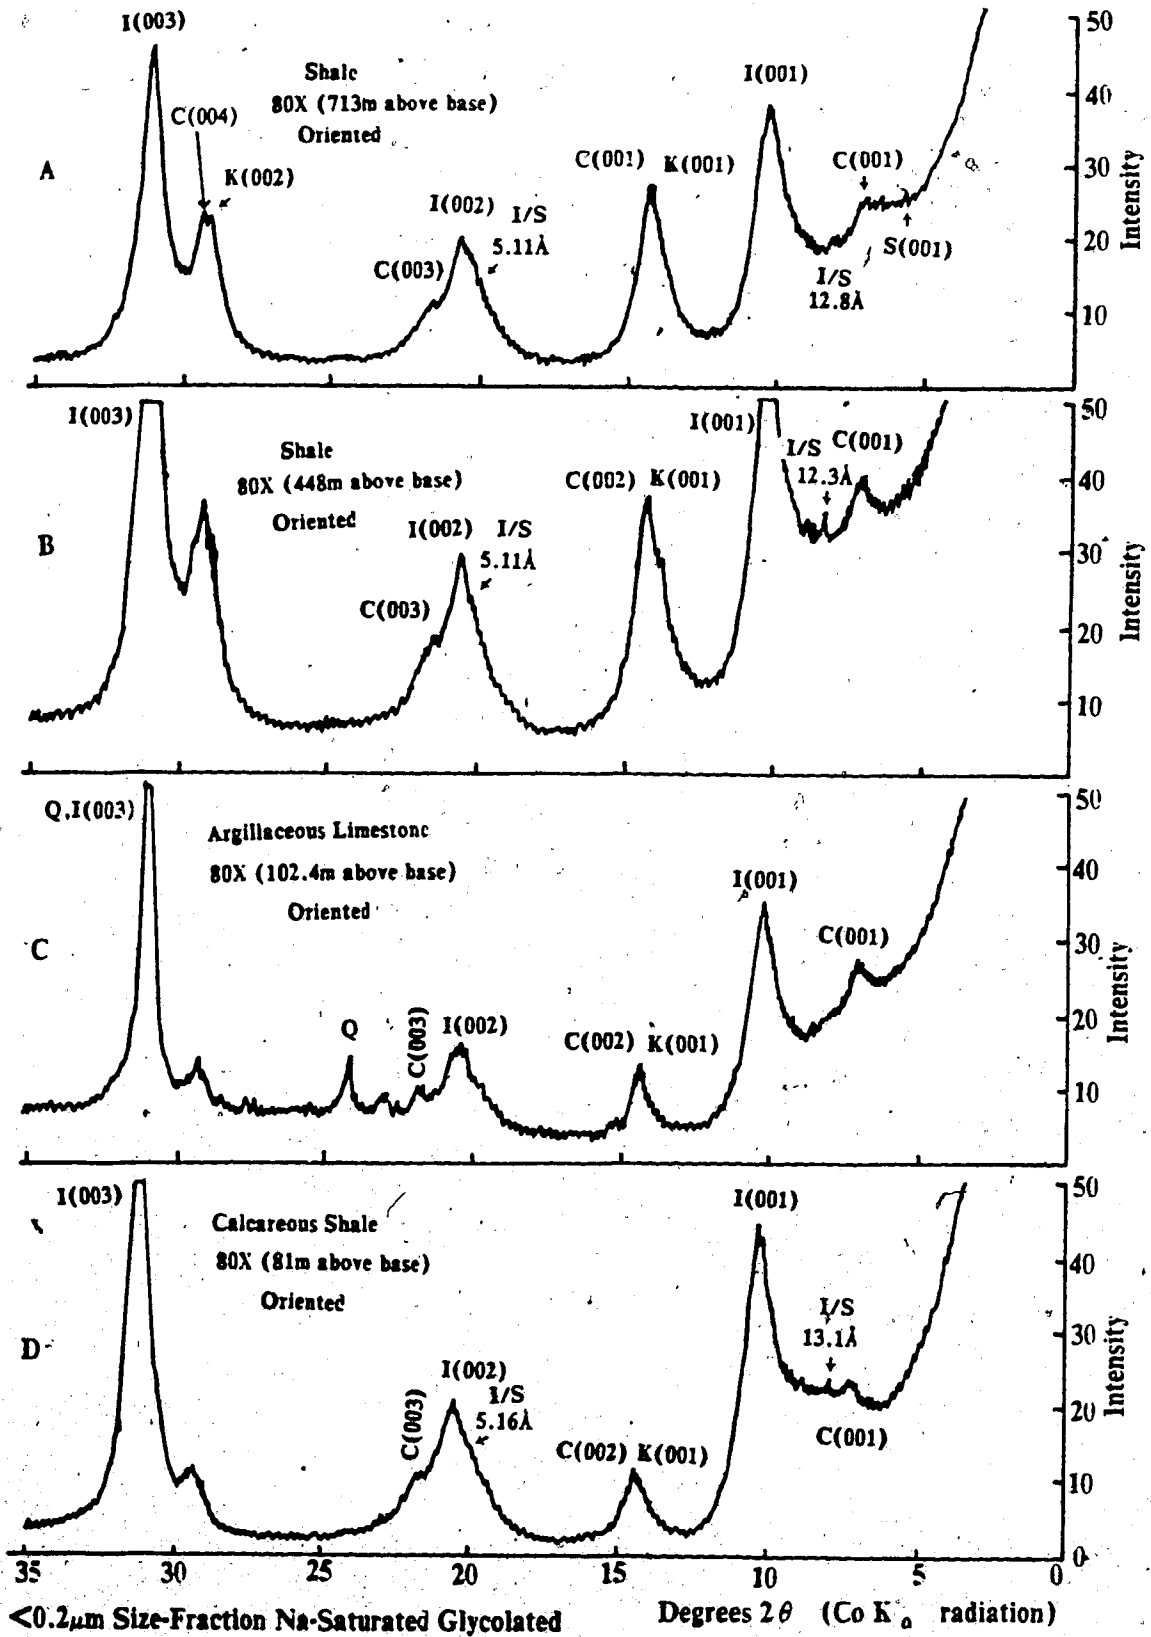 I(003)
C(004)
K(002)
Shale
80X (713m above base)
Oriented
A
I(002) I/S
5.11Å
C(003)
C(001) K(001)
I(001)
C(001)
S(001)
I/S
12.8Å
50
40
30
20
10
Intensity
I(003)
Shale
80X (448m above base)
Oriented
B
I(002) I/S
5.11Å
C(003)
C(002) K(001)
I(001)
I/S C(001)
12.3Å
50
40
30
20
10
Intensity
Q,I(003)
Argillaceous Limestone
80X (102.4m above base)
Oriented
C
Q
C(003)
I(002)
C(002) K(001)
I(001)
C(001)
50
40
30
20
10
Intensity
I(003)
Calcareous Shale
80X (81m above base)
Oriented
D
I(002)
I/S
5.16Å
C(003)
C(002) K(001)
I(001)
I/S
13.1Å
C(001)
50
40
30
20
10
0
Intensity
35 30 25 20 15 10 5 0
<0.2μm Size-Fraction Na-Saturated Glycolated
Degrees 2θ (Co Kα radiation)